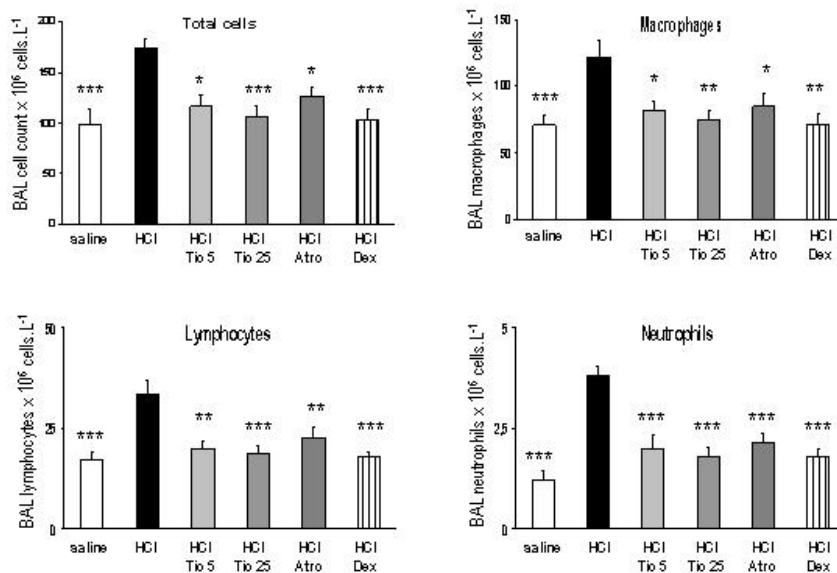 Total cells
BAL cell count x 10⁶ cells.L⁻¹
200
150
100
50
0
***
*
***
*
***
saline
HCl
HCl
Tio 5
HCl
Tio 25
HCl
Atro
HCl
Dex
Macrophages
BAL macrophages x 10⁶ cells.L⁻¹
150
100
50
0
***
*
**
*
**
saline
HCl
HCl
Tio 5
HCl
Tio 25
HCl
Atro
HCl
Dex
Lymphocytes
BAL lymphocytes x 10⁶ cells.L⁻¹
50
25
0
***
**
***
**
***
saline
HCl
HCl
Tio 5
HCl
Tio 25
HCl
Atro
HCl
Dex
Neutrophils
BAL neutrophils x 10⁶ cells.L⁻¹
5
2,5
0
***
***
***
***
***
saline
HCl
HCl
Tio 5
HCl
Tio 25
HCl
Atro
HCl
Dex